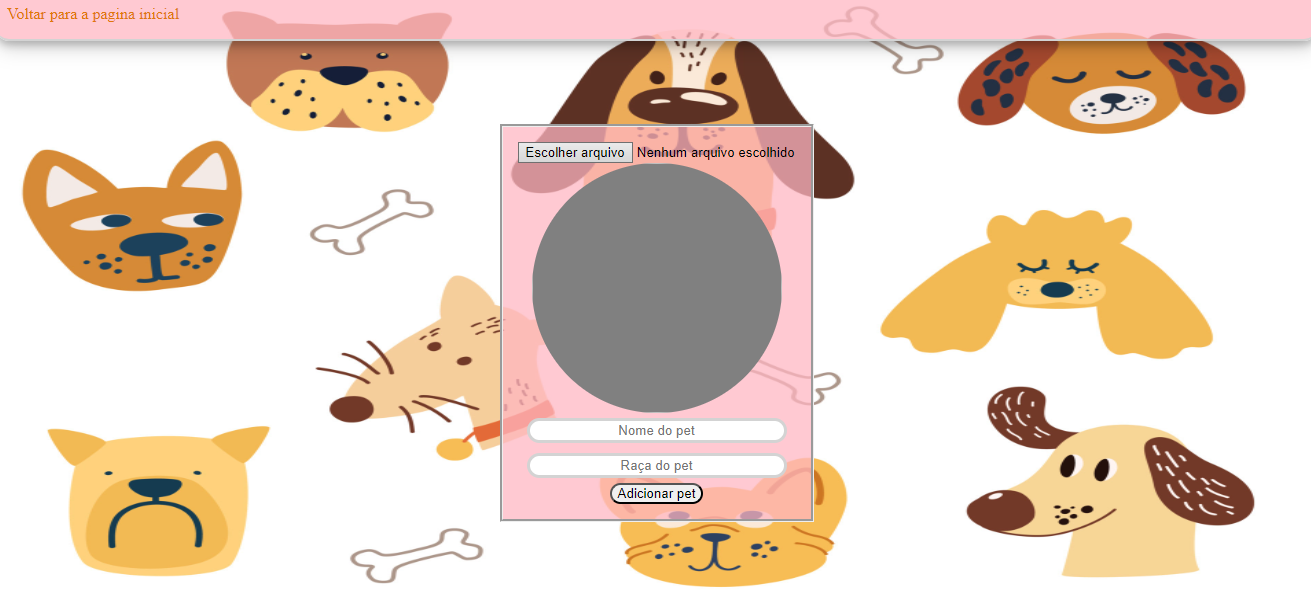 Voltar para a pagina inicial
Escolher arquivo Nenhum arquivo escolhido
Nome do pet
Raça do pet
Adicionar pet